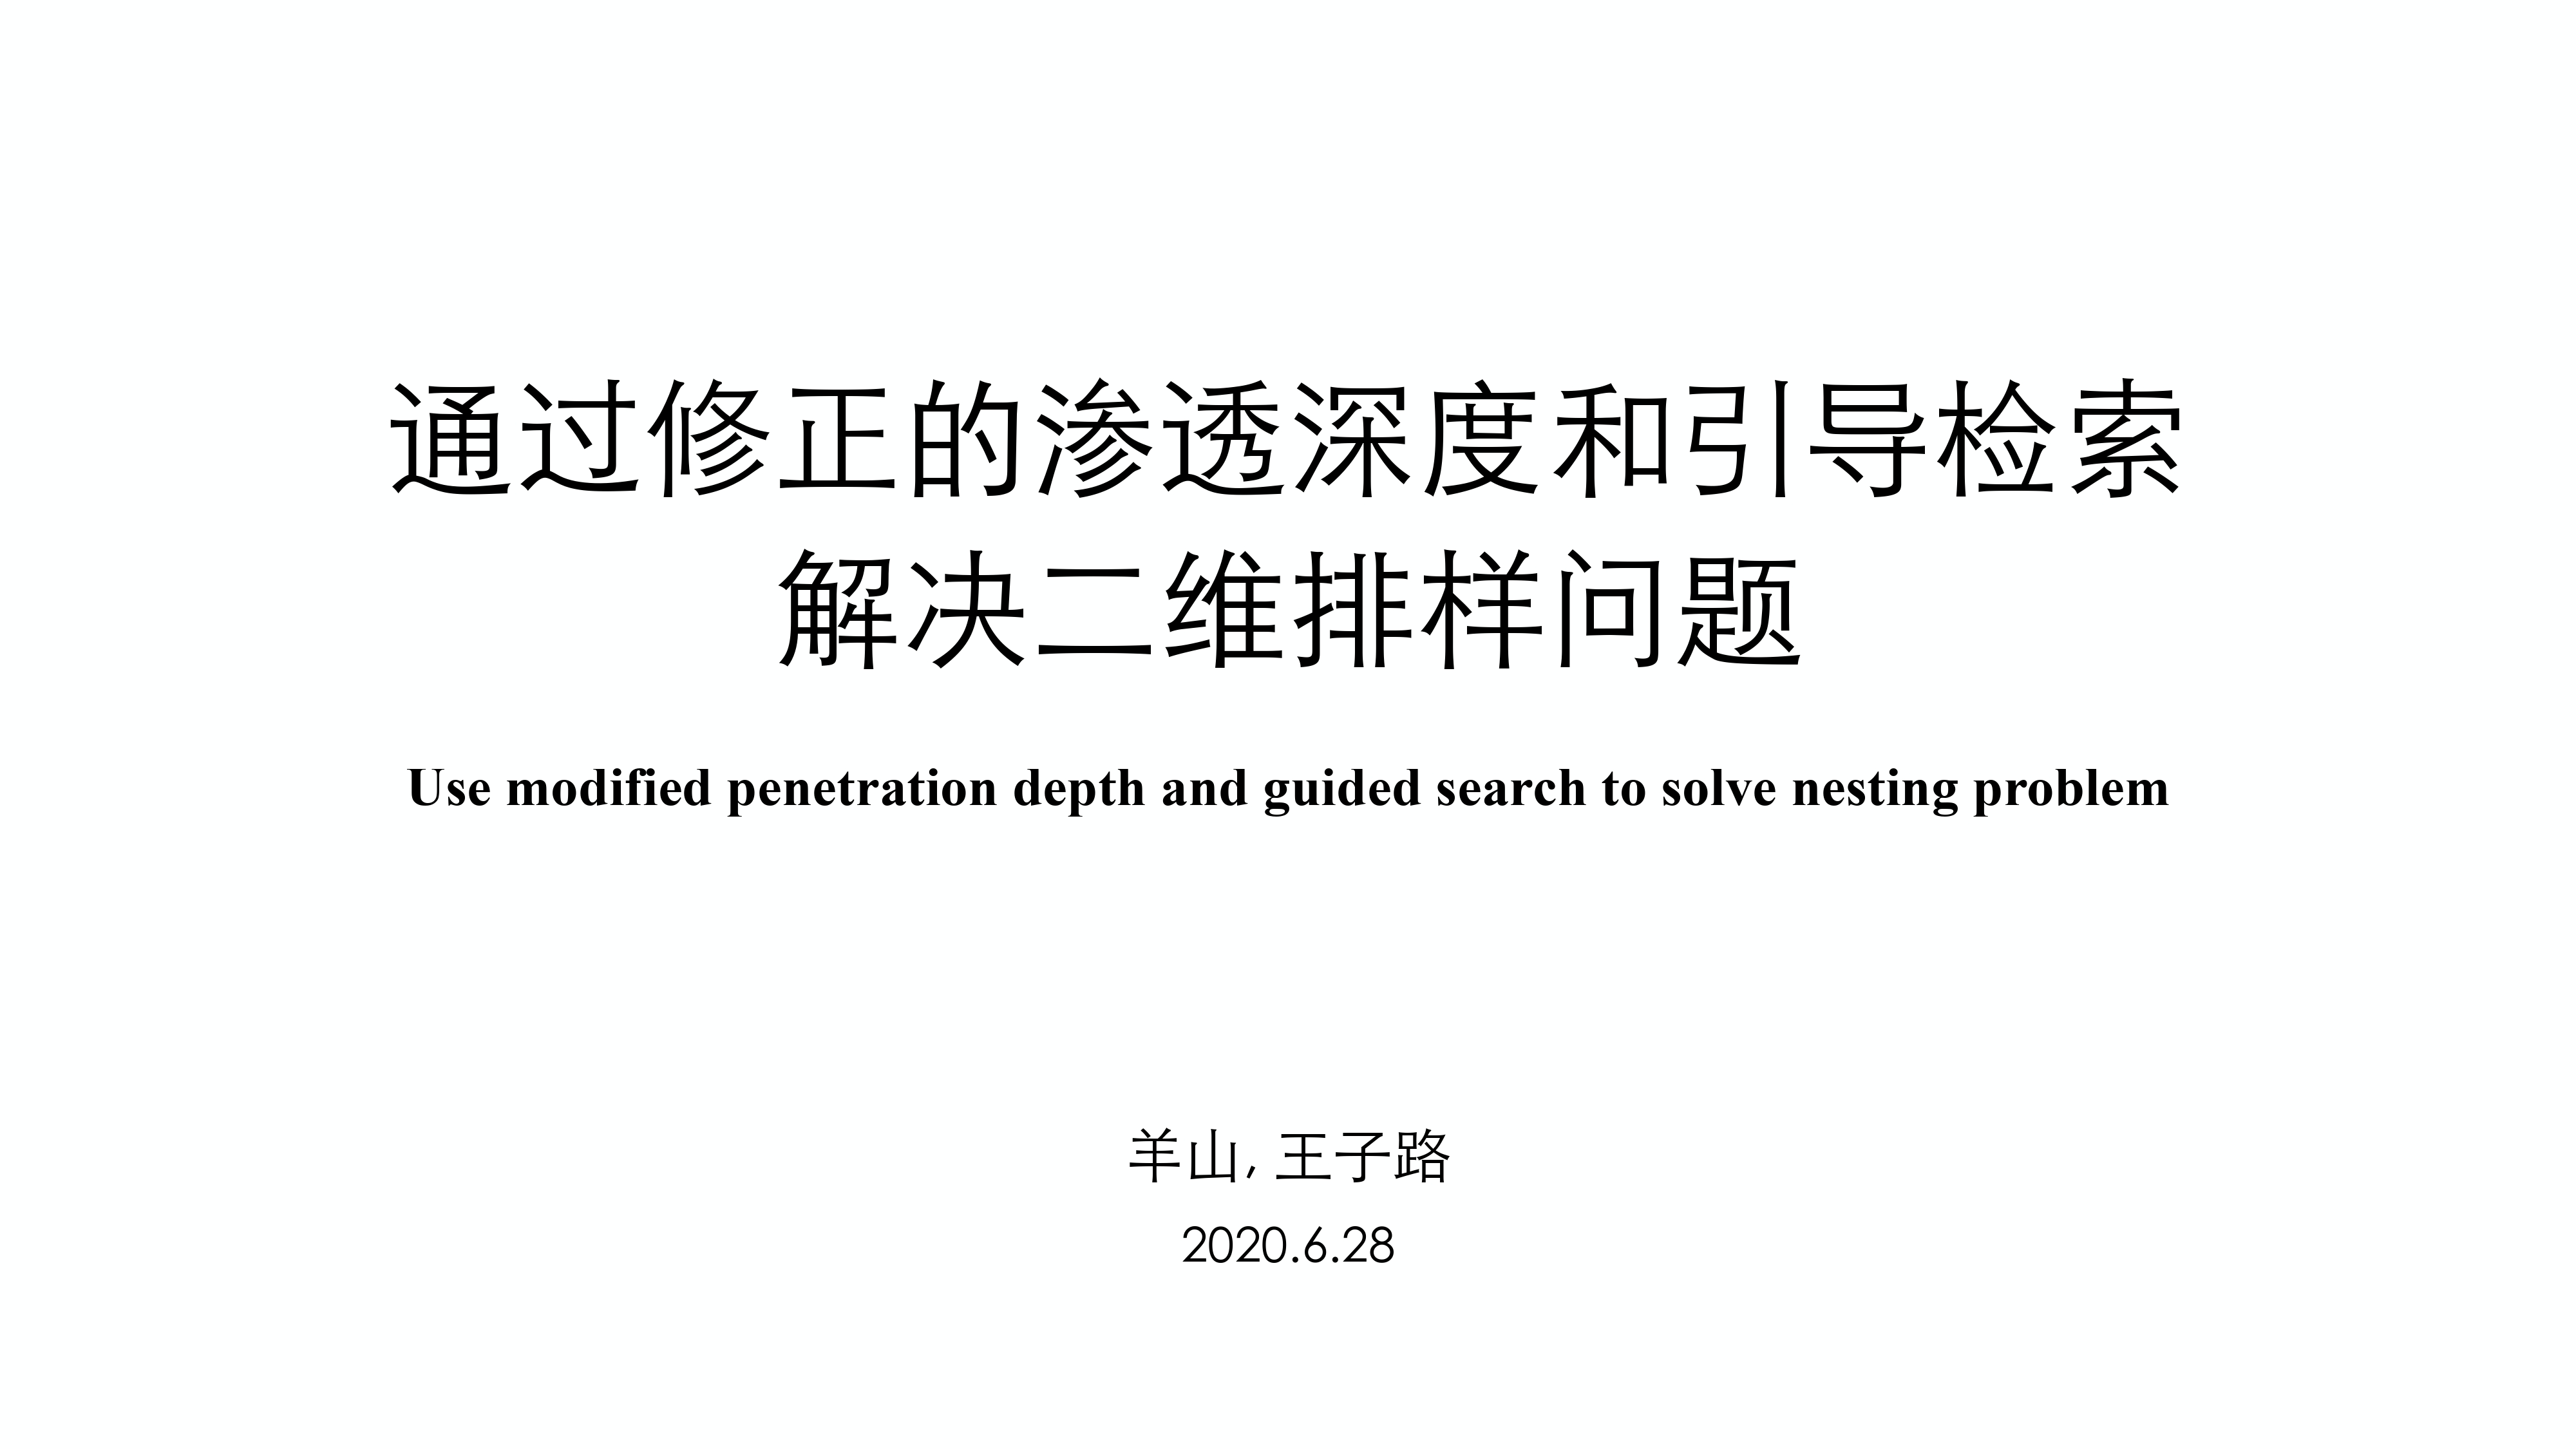 通过修正的渗透深度和引导检索
解决二维排样问题
Use modified penetration depth and guided search to solve nesting problem
羊山, 王子路
2020.6.28